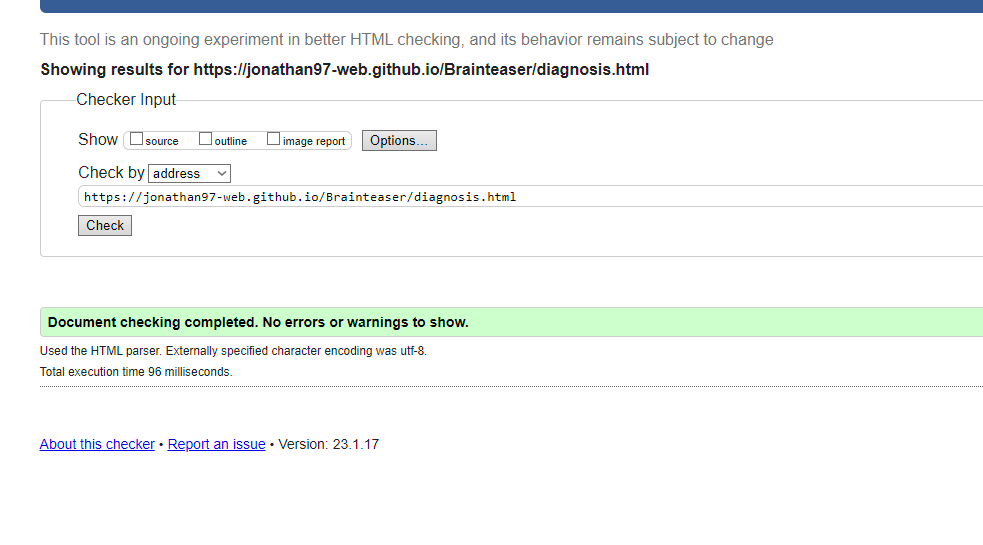 This tool is an ongoing experiment in better HTML checking, and its behavior remains subject to change
Showing results for https://jonathan97-web.github.io/Brainteaser/diagnosis.html
Checker Input
Show source outline image report Options...
Check by address
https://jonathan97-web.github.io/Brainteaser/diagnosis.html
Check
Document checking completed. No errors or warnings to show.
Used the HTML parser. Externally specified character encoding was utf-8.
Total execution time 96 milliseconds.
About this checker • Report an issue • Version: 23.1.17